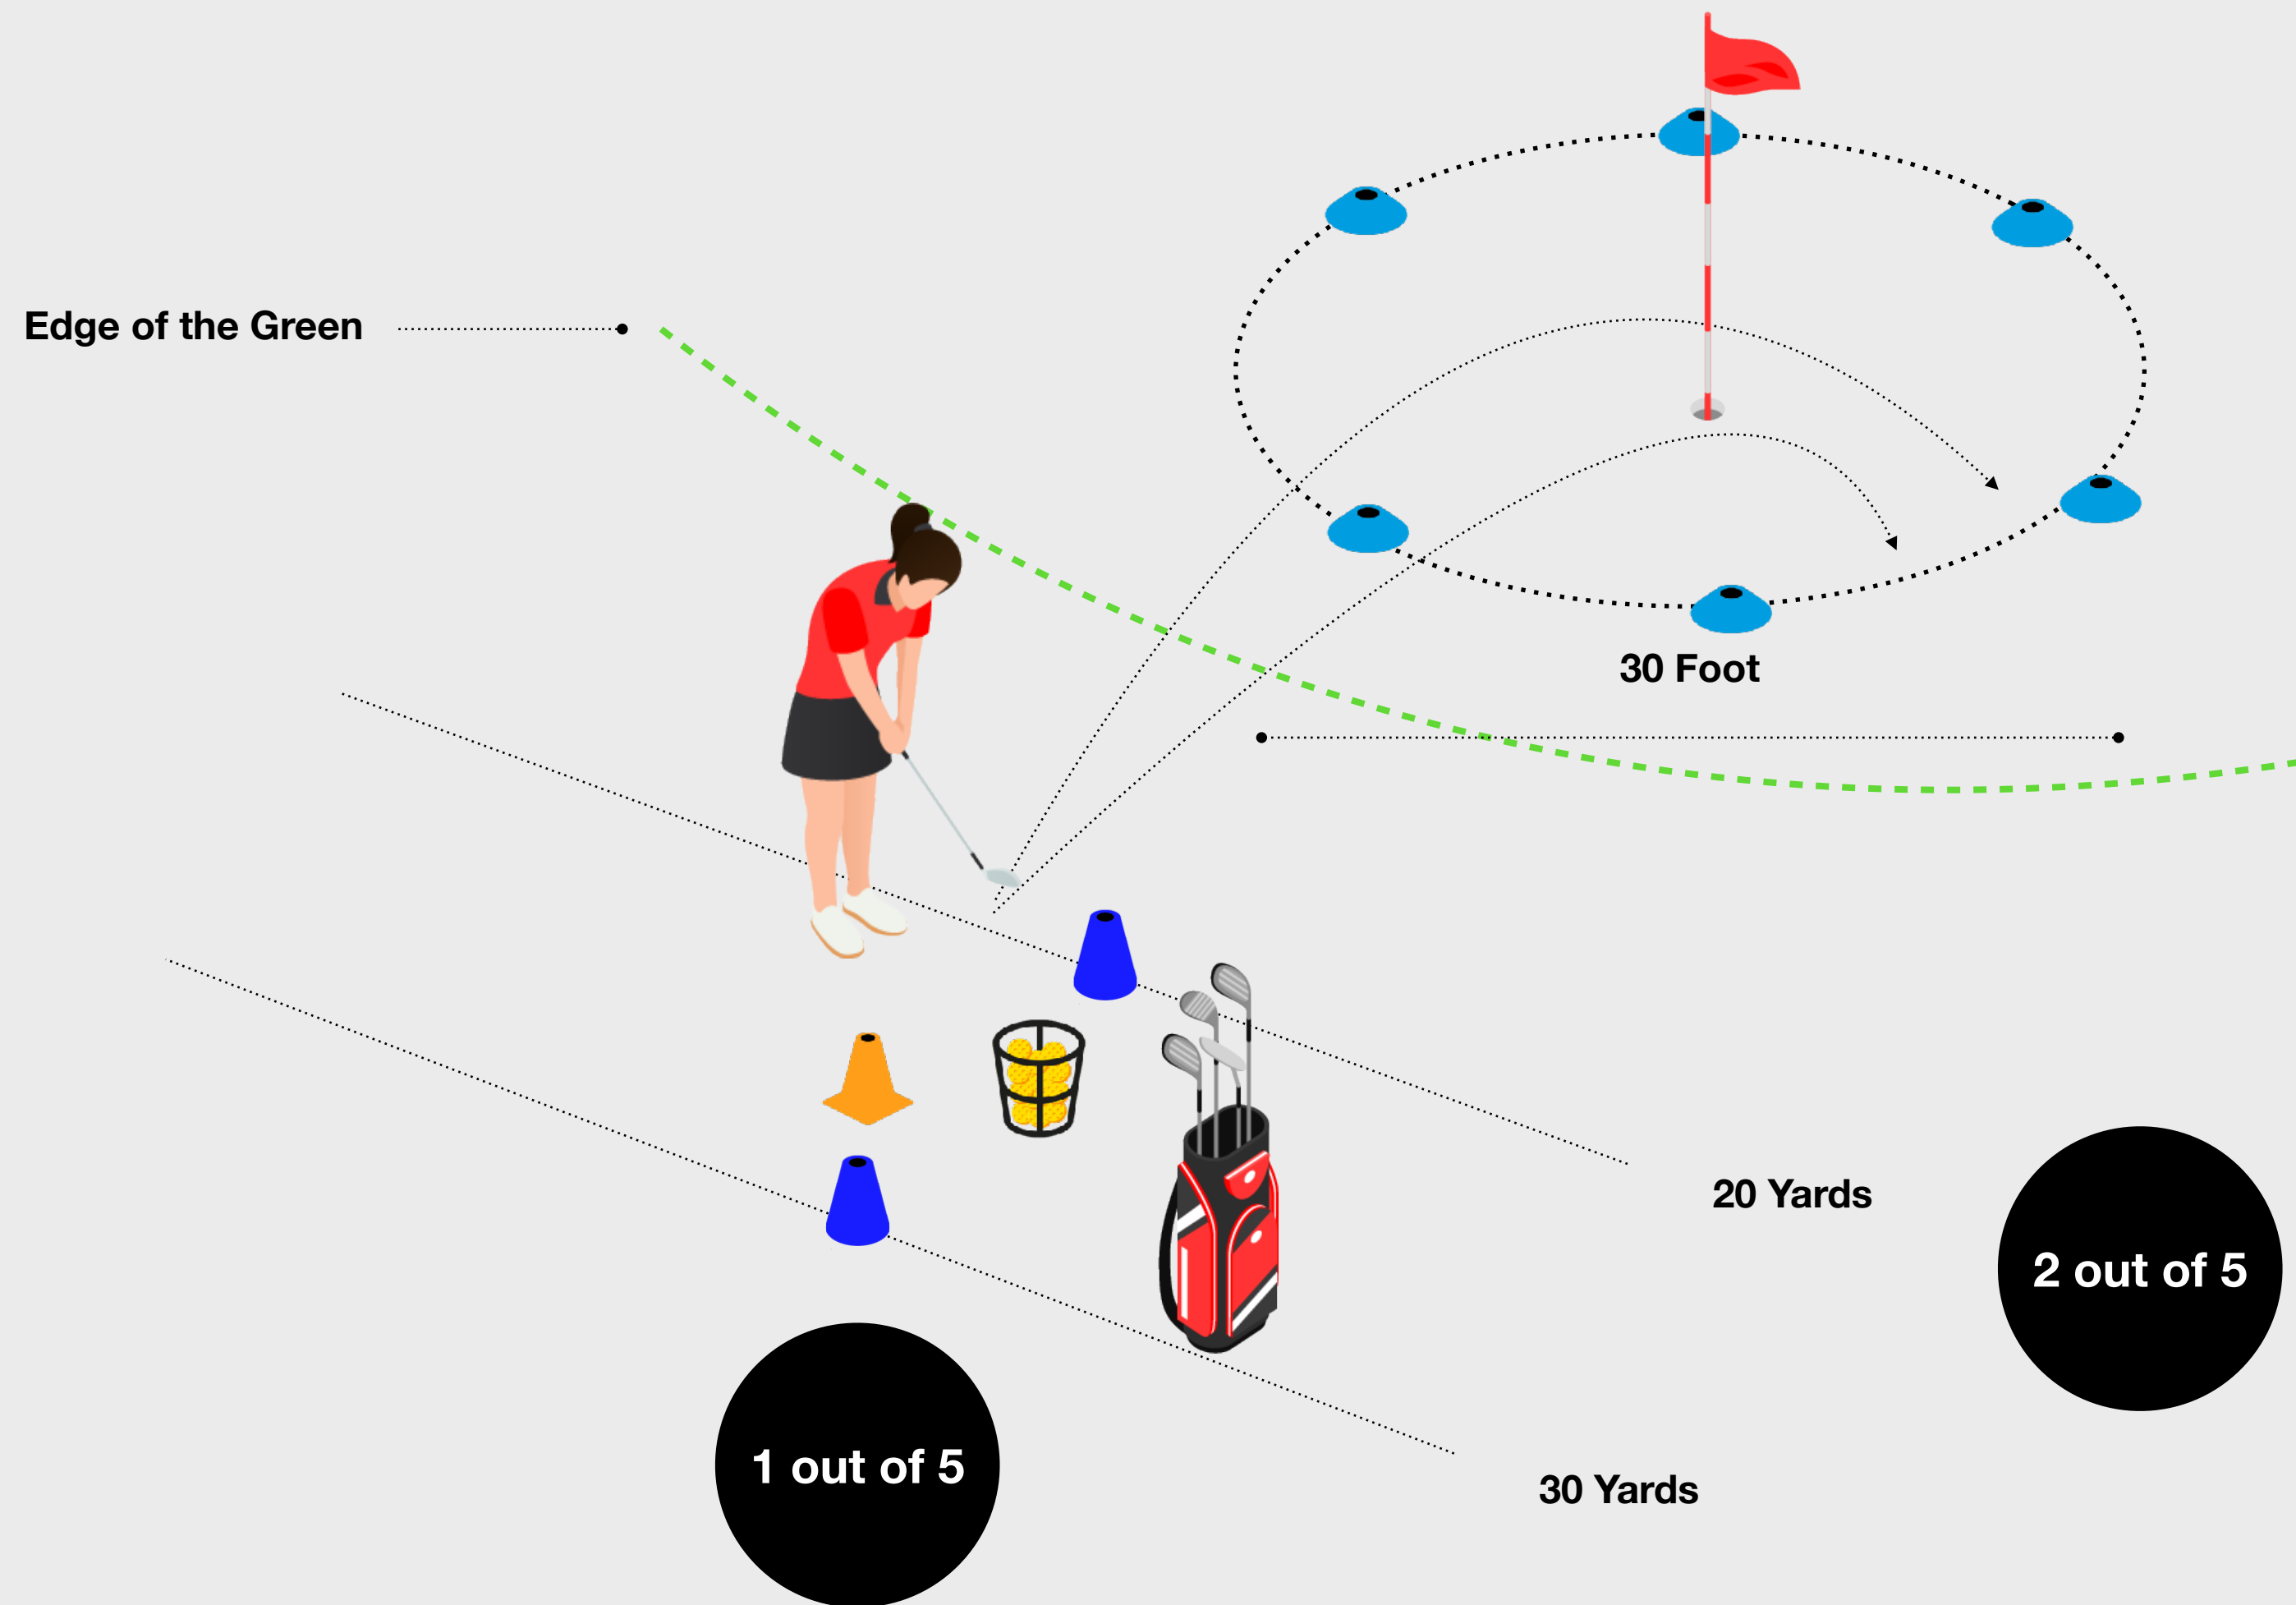 Edge of the Green
30 Foot
20 Yards
2 out of 5
1 out of 5
30 Yards